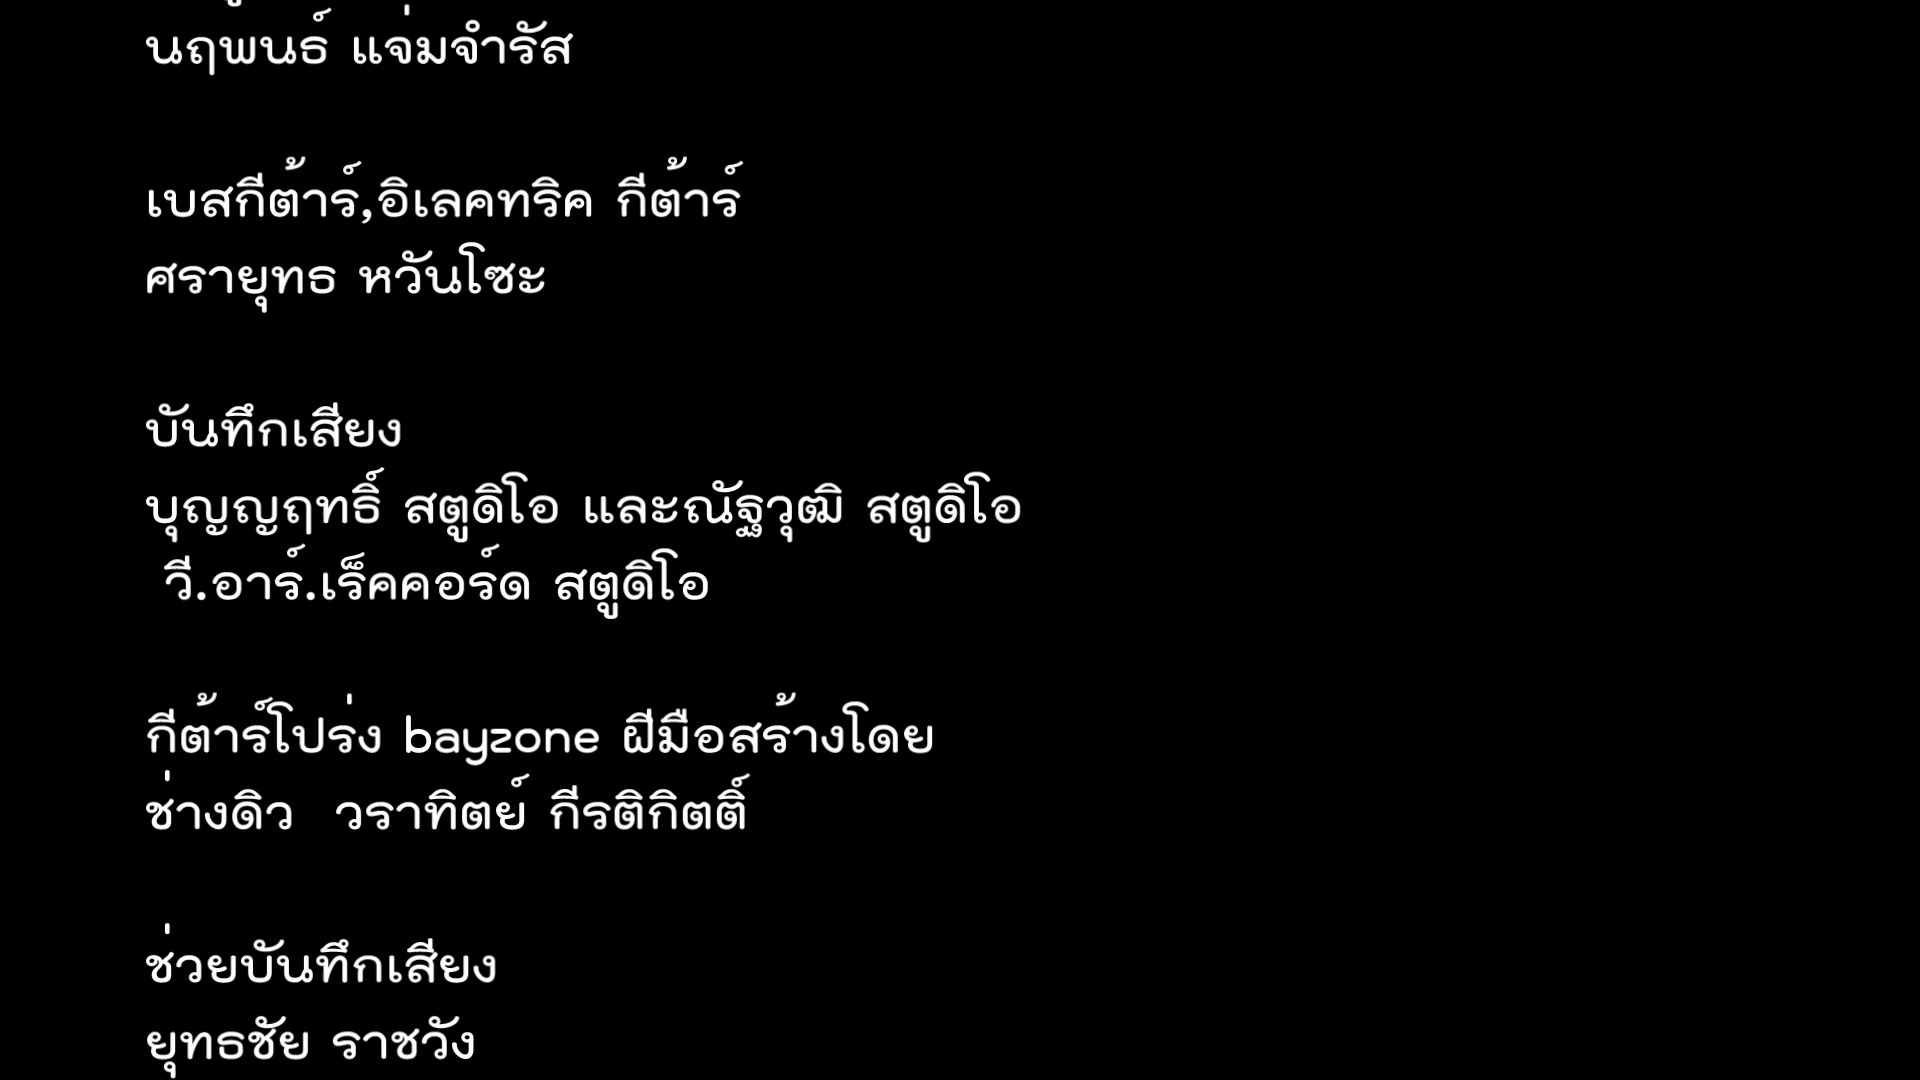 นฤพนธ์ แจ่มจำรัส
เบสกีต้าร์,อิเลคทริค กีต้าร์
ศรายุทธ หวันโซะ
บันทึกเสียง
บุญญฤทธิ์ สตูดิโอ และณัฐวุฒิ สตูดิโอ
วี.อาร์.เร็คคอร์ด สตูดิโอ
กีต้าร์โปร่ง bayzone ฝีมือสร้างโดย
ช่างดิว วราทิตย์ กีรติกิตติ์
ช่วยบันทึกเสียง
ยุทธชัย ราชวัง